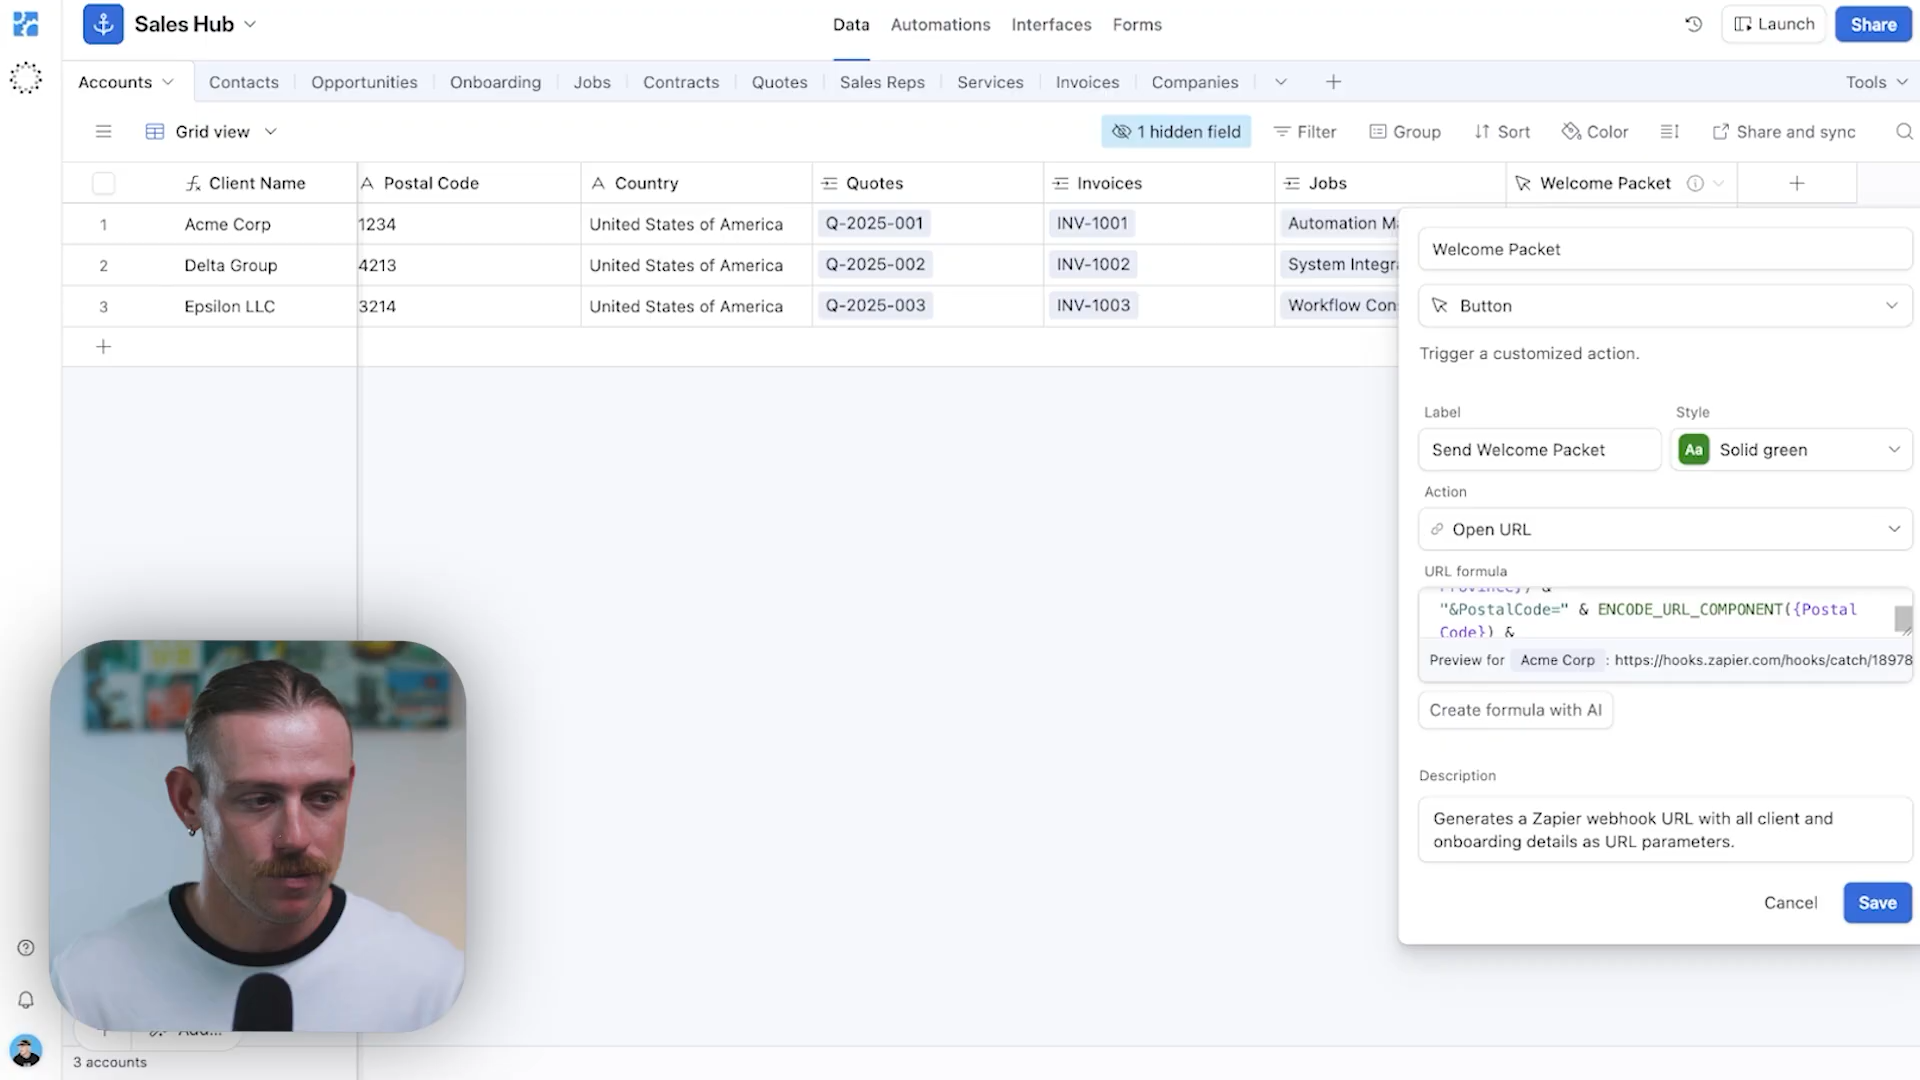 Sales Hub
Data
Automations
Interfaces
Forms
Launch
Share
Accounts
Contacts
Opportunities
Onboarding
Jobs
Contracts
Quotes
Sales Reps
Services
Invoices
Companies
Tools
Grid view
1 hidden field
Filter
Group
Sort
Color
Share and sync
Client Name
Postal Code
Country
Quotes
Invoices
Jobs
Welcome Packet
1
Acme Corp
1234
United States of America
Q-2025-001
INV-1001
Automation Ma
2
Delta Group
4213
United States of America
Q-2025-002
INV-1002
System Integra
3
Epsilon LLC
3214
United States of America
Q-2025-003
INV-1003
Workflow Con
Welcome Packet
Button
Trigger a customized action.
Label
Style
Send Welcome Packet
Aa
Solid green
Action
Open URL
URL formula
Province}) &
"&PostalCode=" & ENCODE_URL_COMPONENT({Postal
Code}) &
Preview for Acme Corp : https://hooks.zapier.com/hooks/catch/18978
Create formula with AI
Description
Generates a Zapier webhook URL with all client and
onboarding details as URL parameters.
Cancel
Save
Add...
3 accounts